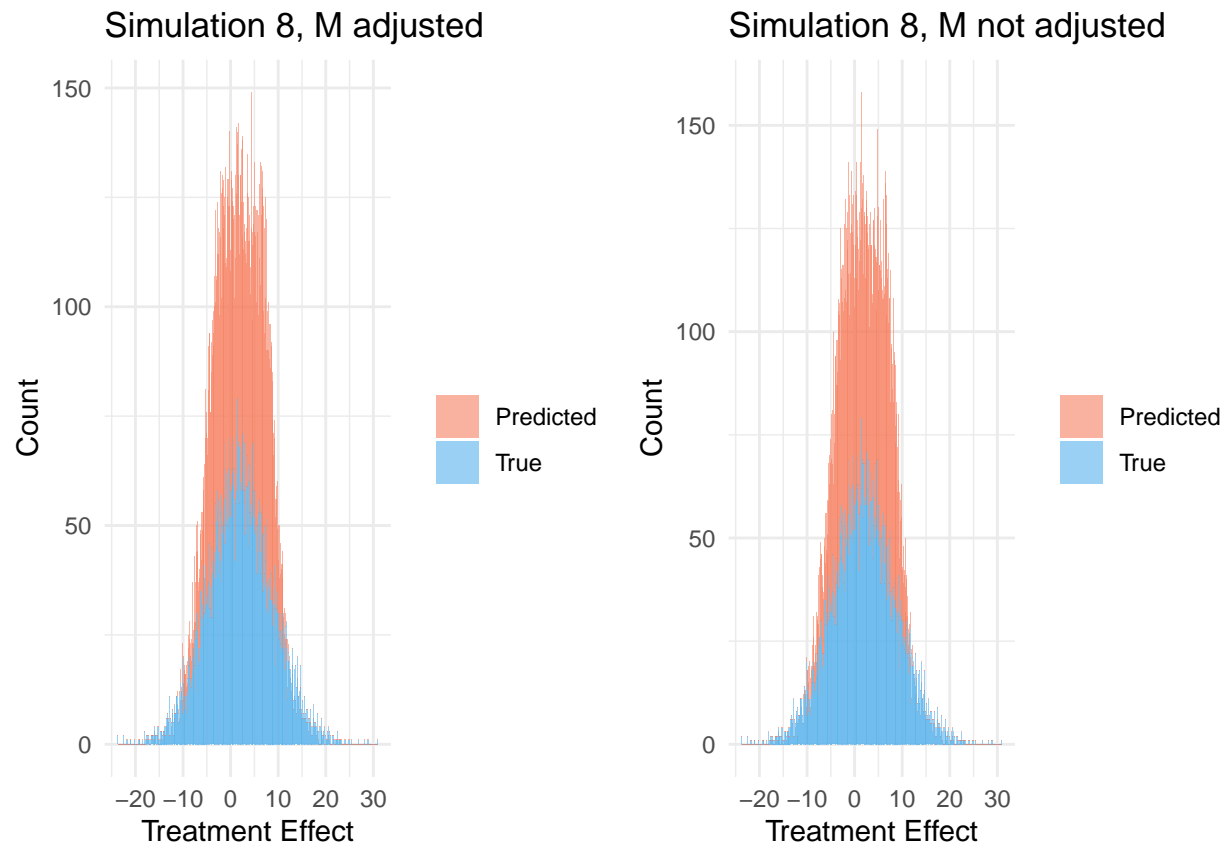 Simulation 8, M adjusted
150
100
50
0
−20 −10 0 10 20 30
Treatment Effect
Count
Predicted
True
Simulation 8, M not adjusted
150
100
50
0
−20 −10 0 10 20 30
Treatment Effect
Count
Predicted
True